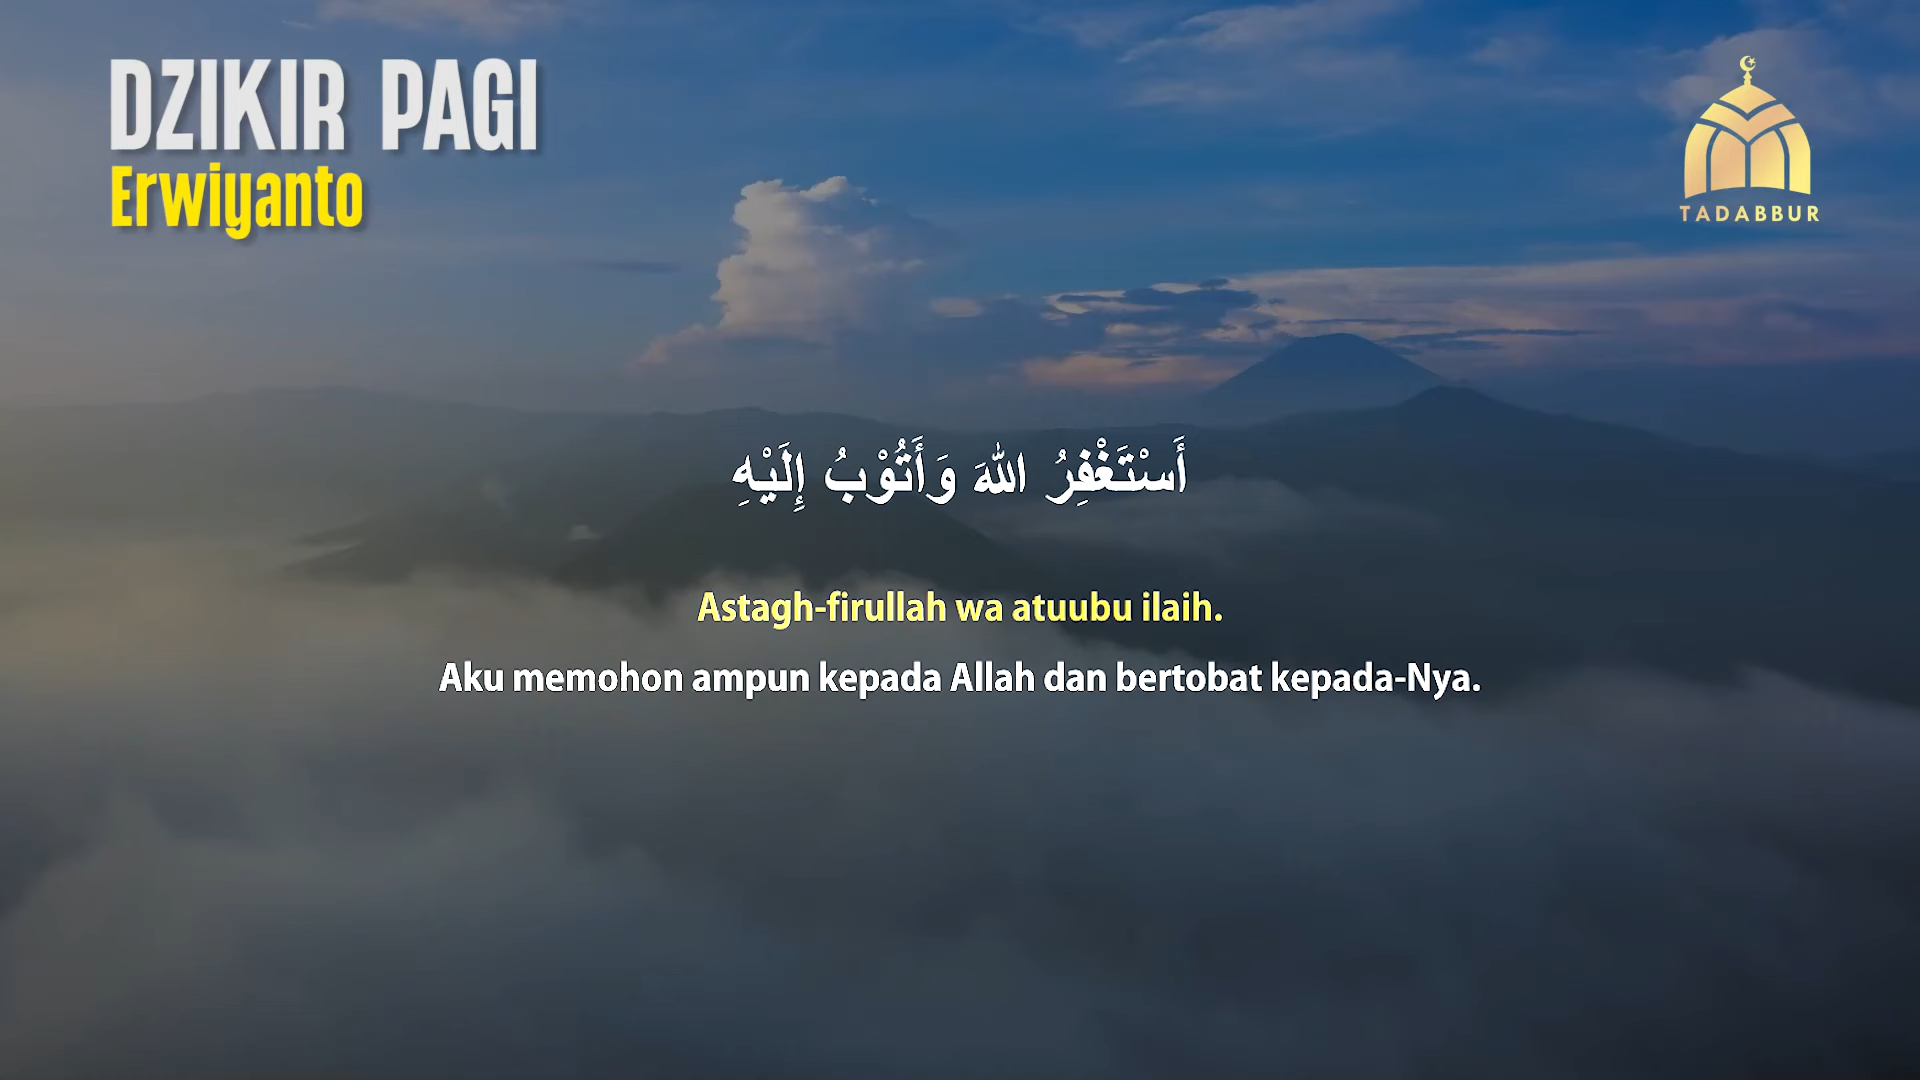 DZIKIR PAGI
Erwiyanto
TADABBUR
أَسْتَغْفِرُ اللهَ وَأَتُوْبُ إِلَيْهِ
Astagh-firullah wa atuubu ilaih.
Aku memohon ampun kepada Allah dan bertobat kepada-Nya.